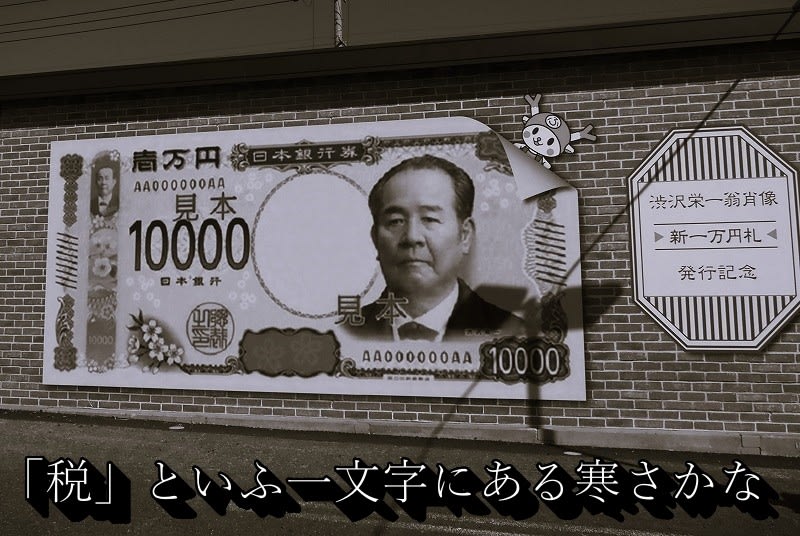 壱万円
日本銀行券
AA000000AA
見本
10000
日本銀行
見本
10000
AA000000AA
10000
渋沢栄一翁肖像
新一万円札
発行記念
「税」といふ一文字にある寒さかな